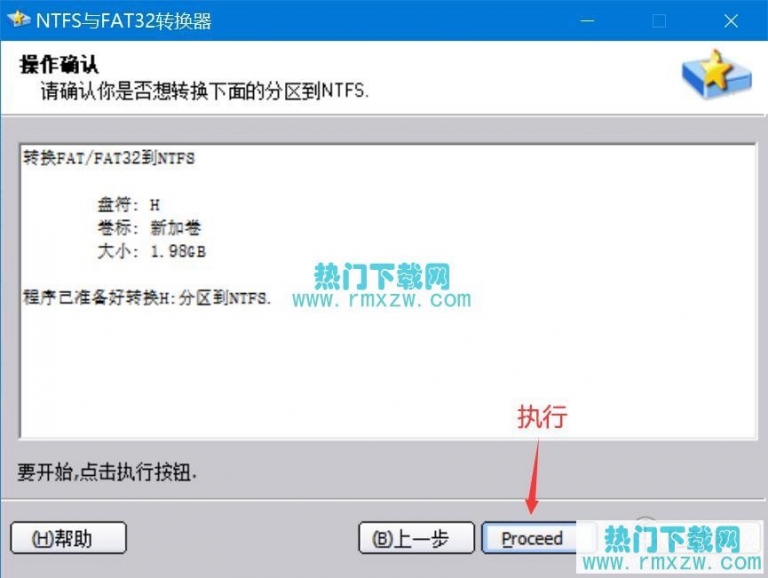 NTFS与FAT32转换器
操作确认
请确认你是否想转换下面的分区到NTFS.
转换FAT/FAT32到NTFS
盘符: H
卷标: 新加卷
大小: 1.98GB
热门下载网
www.rmxzw.com
程序已准备好转换H:分区到NTFS.
执行
要开始,点击执行按钮.
(H)帮助
(B)上一步
Proceed
热门下载网
www.rmxzw.com